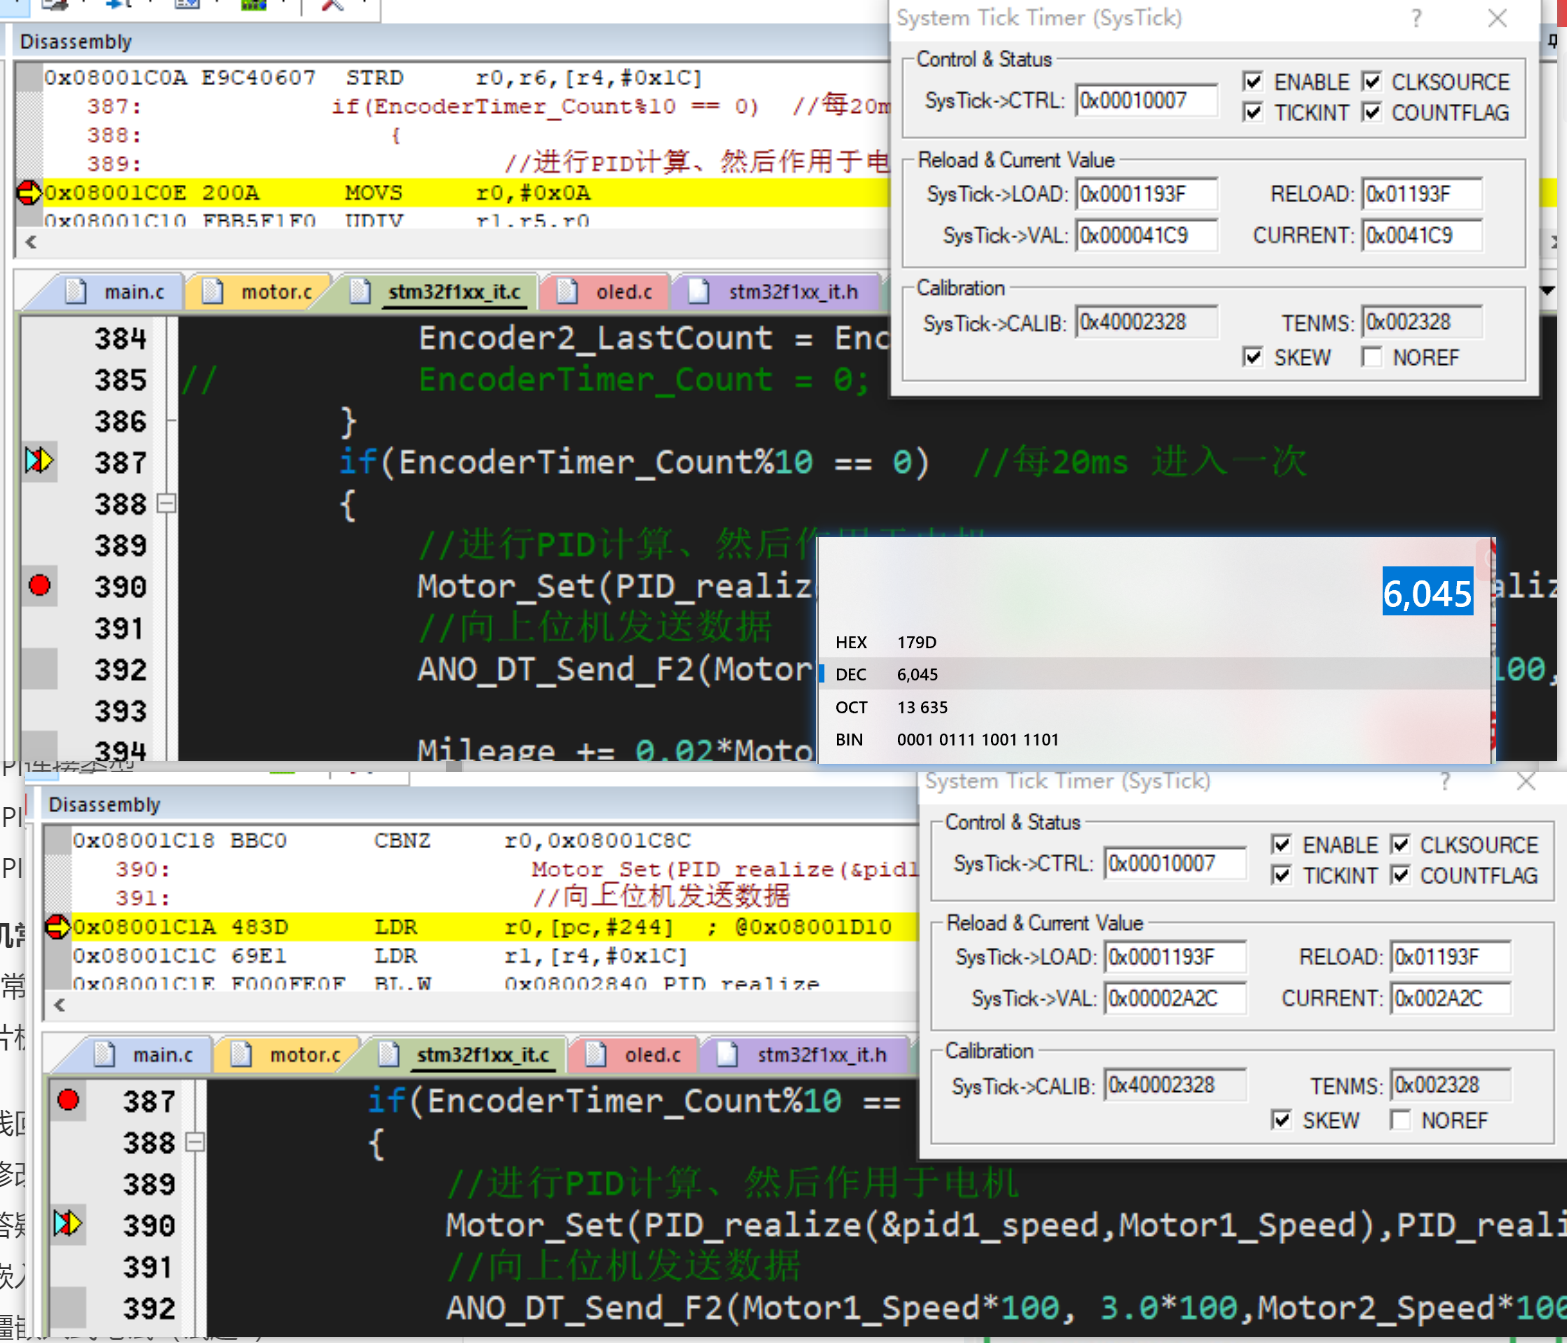 System Tick Timer (SysTick) ? ×
Disassembly
0x08001C0A E9C40607 STRD r0,r6,[r4,#0x1C]
387: if(EncoderTimer_Count%10 == 0) //每20m
388: {
389: //进行PID计算、然后作用于电
0x08001C0E 200A MOVS r0,#0x0A
0x08001C10 FBB5F1F0 UDIV r1,r5,r0
Control & Status
SysTick->CTRL: 0x00010007
ENABLE CLKSOURCE
TICKINT COUNTFLAG
Reload & Current Value
SysTick->LOAD: 0x0001193F RELOAD: 0x01193F
SysTick->VAL: 0x000041C9 CURRENT: 0x0041C9
Calibration
SysTick->CALIB: 0x40002328 TENMS: 0x002328
SKEW NOREF
main.c motor.c stm32f1xx_it.c oled.c stm32f1xx_it.h
384 Encoder2_LastCount = Enc
385 // EncoderTimer_Count = 0;
386 }
387 if(EncoderTimer_Count%10 == 0) //每20ms 进入一次
388 {
389 //进行PID计算、然后作用于电机
390 Motor_Set(PID_realiz
391 //向上位机发送数据
392 ANO_DT_Send_F2(Motor 100,
393
394 Mileage += 0.02*Moto
6,045
HEX 179D
DEC 6,045
OCT 13 635
BIN 0001 0111 1001 1101
System Tick Timer (SysTick) ? ×
Disassembly
0x08001C18 BBC0 CBNZ r0,0x08001C8C
390: Motor_Set(PID_realize(&pid1
391: //向上位机发送数据
0x08001C1A 483D LDR r0,[pc,#244] ; @0x08001D10
0x08001C1C 69E1 LDR r1,[r4,#0x1C]
0x08001C1E F000FE0F BL.W 0x08002840 PID_realize
Control & Status
SysTick->CTRL: 0x00010007
ENABLE CLKSOURCE
TICKINT COUNTFLAG
Reload & Current Value
SysTick->LOAD: 0x0001193F RELOAD: 0x01193F
SysTick->VAL: 0x00002A2C CURRENT: 0x002A2C
Calibration
SysTick->CALIB: 0x40002328 TENMS: 0x002328
SKEW NOREF
main.c motor.c stm32f1xx_it.c oled.c stm32f1xx_it.h
387 if(EncoderTimer_Count%10 ==
388 {
389 //进行PID计算、然后作用于电机
390 Motor_Set(PID_realize(&pid1_speed,Motor1_Speed),PID_reali
391 //向上位机发送数据
392 ANO_DT_Send_F2(Motor1_Speed*100, 3.0*100,Motor2_Speed*100